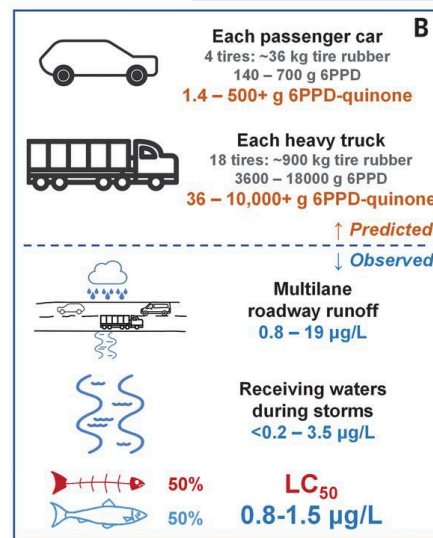 B
Each passenger car
4 tires: ~36 kg tire rubber
140 – 700 g 6PPD
1.4 – 500+ g 6PPD-quinone
Each heavy truck
18 tires: ~900 kg tire rubber
3600 – 18000 g 6PPD
36 – 10,000+ g 6PPD-quinone
↑ Predicted
↓ Observed
Multilane
roadway runoff
0.8 – 19 µg/L
Receiving waters
during storms
<0.2 – 3.5 µg/L
50%
LC50
50%
0.8-1.5 µg/L